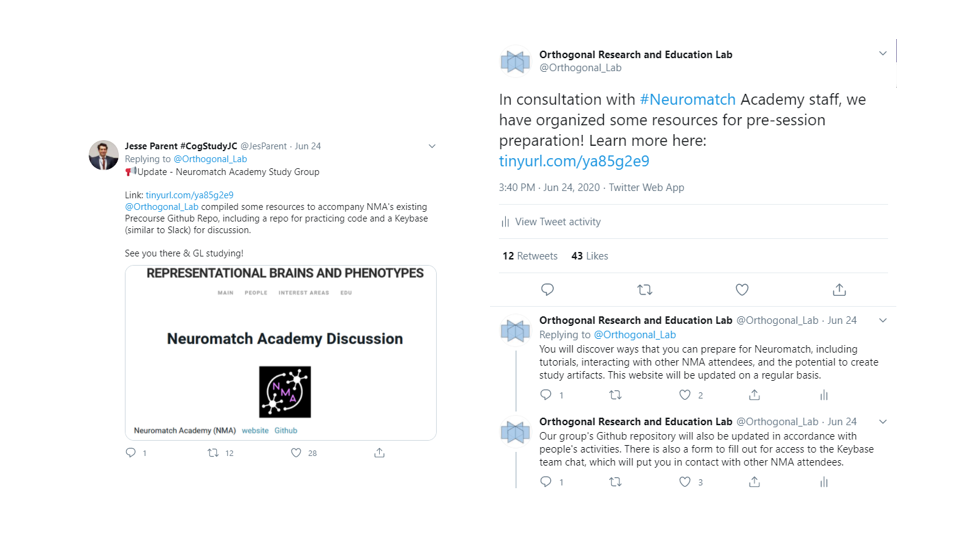 Jesse Parent #CogStudyJC @JesParent · Jun 24
Replying to @Orthogonal_Lab
Update - Neuromatch Academy Study Group
Link: tinyurl.com/ya85g2e9
@Orthogonal_Lab compiled some resources to accompany NMA's existing
Precourse Github Repo, including a repo for practicing code and a Keybase
(similar to Slack) for discussion.
See you there & GL studying!
REPRESENTATIONAL BRAINS AND PHENOTYPES
MAIN PEOPLE INTEREST AREAS EDU
Neuromatch Academy Discussion
NMA
Neuromatch Academy (NMA) website Github
1 12 28
Orthogonal Research and Education Lab
@Orthogonal_Lab
In consultation with #Neuromatch Academy staff, we
have organized some resources for pre-session
preparation! Learn more here:
tinyurl.com/ya85g2e9
3:40 PM · Jun 24, 2020 · Twitter Web App
View Tweet activity
12 Retweets 43 Likes
Orthogonal Research and Education Lab @Orthogonal_Lab · Jun 24
Replying to @Orthogonal_Lab
You will discover ways that you can prepare for Neuromatch, including
tutorials, interacting with other NMA attendees, and the potential to create
study artifacts. This website will be updated on a regular basis.
1 2
Orthogonal Research and Education Lab @Orthogonal_Lab · Jun 24
Our group's Github repository will also be updated in accordance with
people's activities. There is also a form to fill out for access to the Keybase
team chat, which will put you in contact with other NMA attendees.
1 3